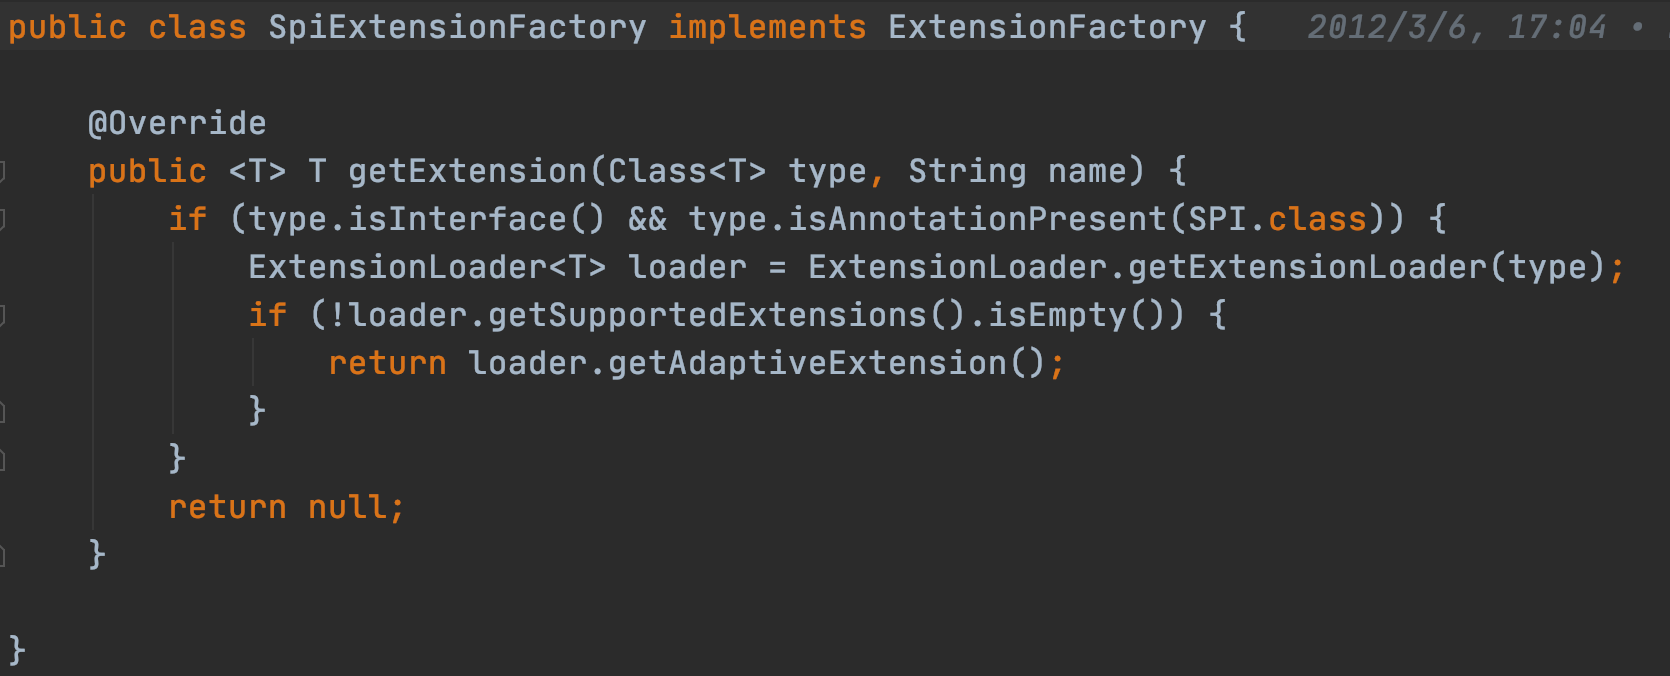 public class SpiExtensionFactory implements ExtensionFactory {   2012/3/6, 17:04 •
@Override
public <T> T getExtension(Class<T> type, String name) {
if (type.isInterface() && type.isAnnotationPresent(SPI.class)) {
ExtensionLoader<T> loader = ExtensionLoader.getExtensionLoader(type);
if (!loader.getSupportedExtensions().isEmpty()) {
return loader.getAdaptiveExtension();
}
}
return null;
}
}